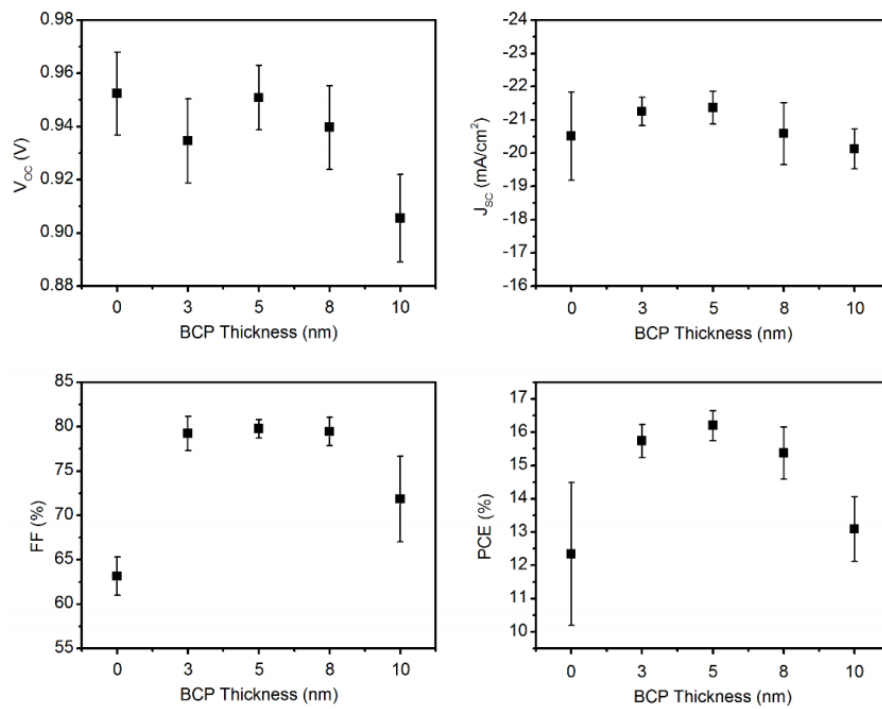 0.98
0.96
0.94
0.92
0.90
0.88
V_OC (V)
0 3 5 8 10
BCP Thickness (nm)
-24
-22
-21
-20
-19
-18
-16
J_SC (mA/cm²)
0 3 5 8 10
BCP Thickness (nm)
85
80
75
70
65
60
55
FF (%)
0 3 5 8 10
BCP Thickness (nm)
17
16
15
14
13
12
11
10
PCE (%)
0 3 5 8 10
BCP Thickness (nm)